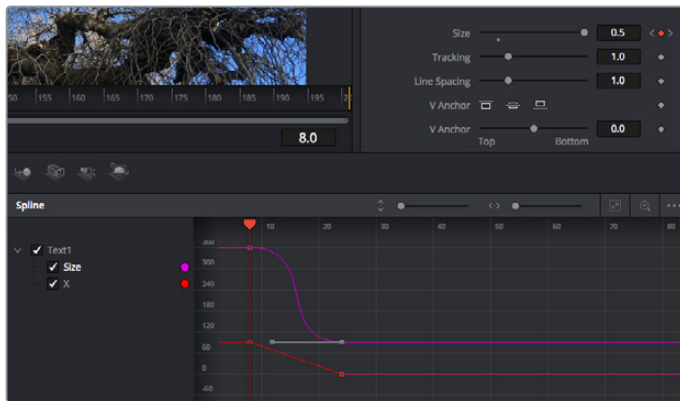 Size 0.5
Tracking 1.0
Line Spacing 1.0
V Anchor
V Anchor 0.0
Top Bottom
155 160 165 170 175 180 185 190 195
8.0
Spline
10 20 30 40 50 60 70 80
Text1
Size
X
300
240
180
120
60
0
-60